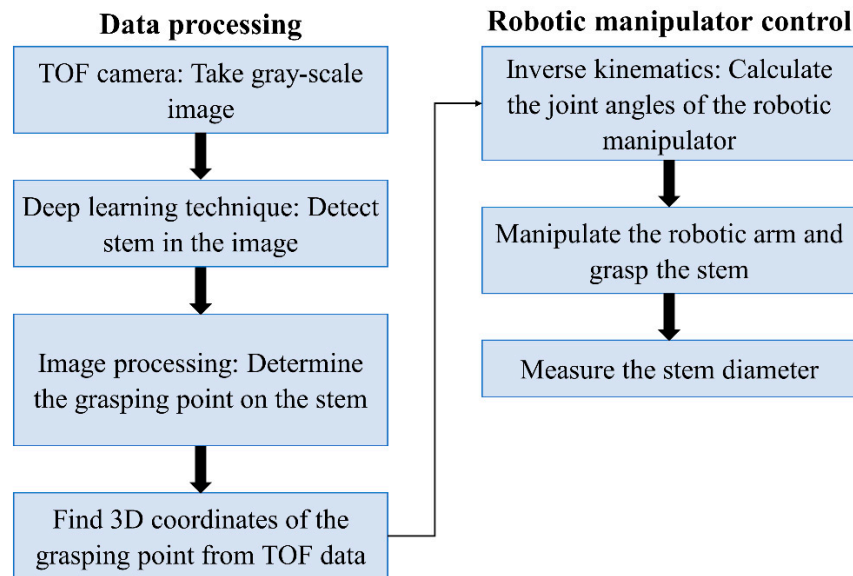 Data processing
TOF camera: Take gray-scale
image
Deep learning technique: Detect
stem in the image
Image processing: Determine
the grasping point on the stem
Find 3D coordinates of the
grasping point from TOF data
Robotic manipulator control
Inverse kinematics: Calculate
the joint angles of the robotic
manipulator
Manipulate the robotic arm and
grasp the stem
Measure the stem diameter